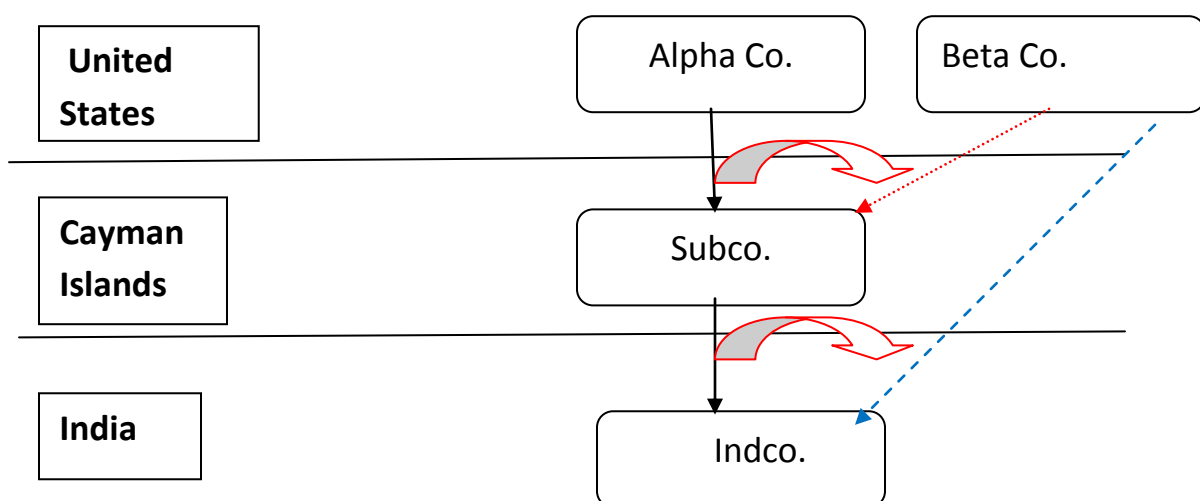 United
States
Alpha Co.
Beta Co.
Cayman
Islands
Subco.
India
Indco.